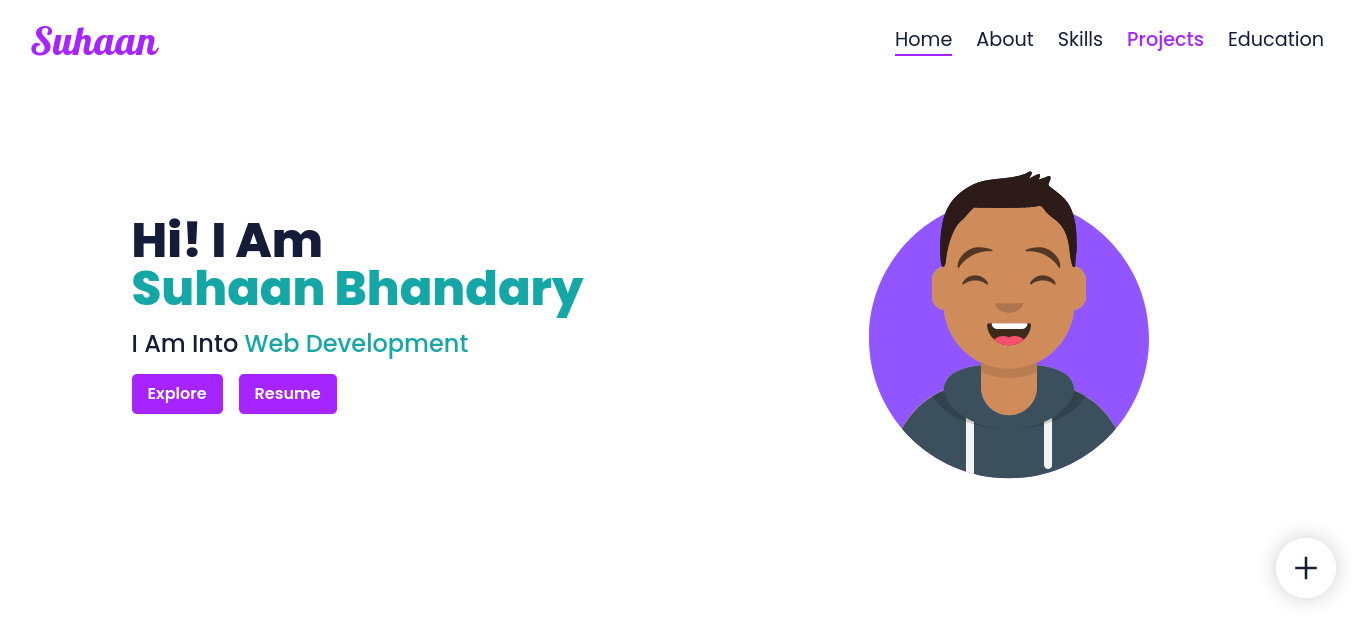 Suhaan
Home About Skills Projects Education
Hi! I Am
Suhaan Bhandary
I Am Into Web Development
Explore Resume